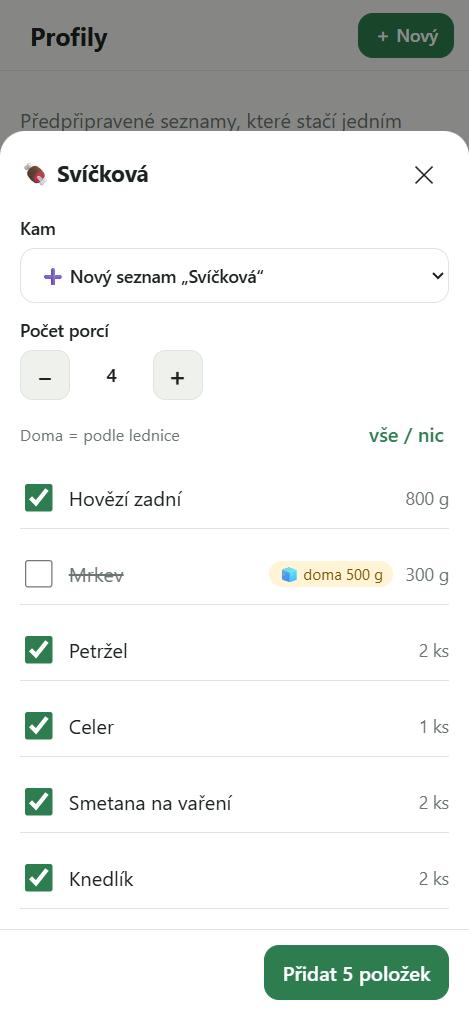 Profily
+ Nový
Předpřipravené seznamy, které stačí jedním
Svíčková
Kam
Nový seznam „Svíčková“
Počet porcí
– 4 +
Doma = podle lednice vše / nic
Hovězí zadní 800 g
Mrkev doma 500 g 300 g
Petržel 2 ks
Celer 1 ks
Smetana na vaření 2 ks
Knedlík 2 ks
Přidat 5 položek